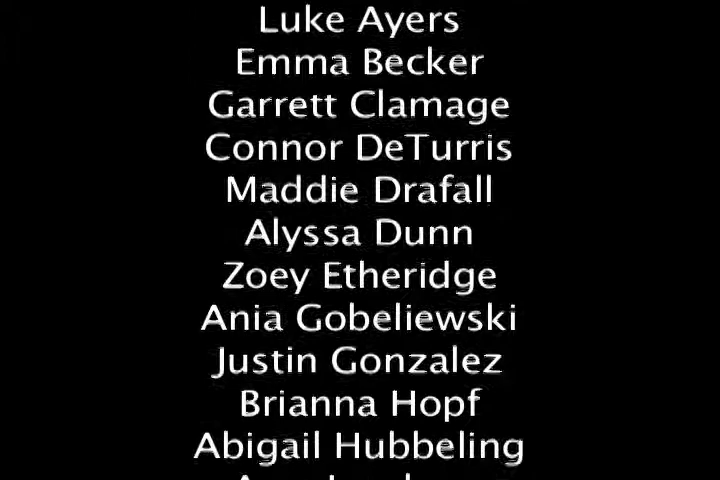 Luke Ayers
Emma Becker
Garrett Clamage
Connor DeTurris
Maddie Drafall
Alyssa Dunn
Zoey Etheridge
Ania Gobeliewski
Justin Gonzalez
Brianna Hopf
Abigail Hubbeling